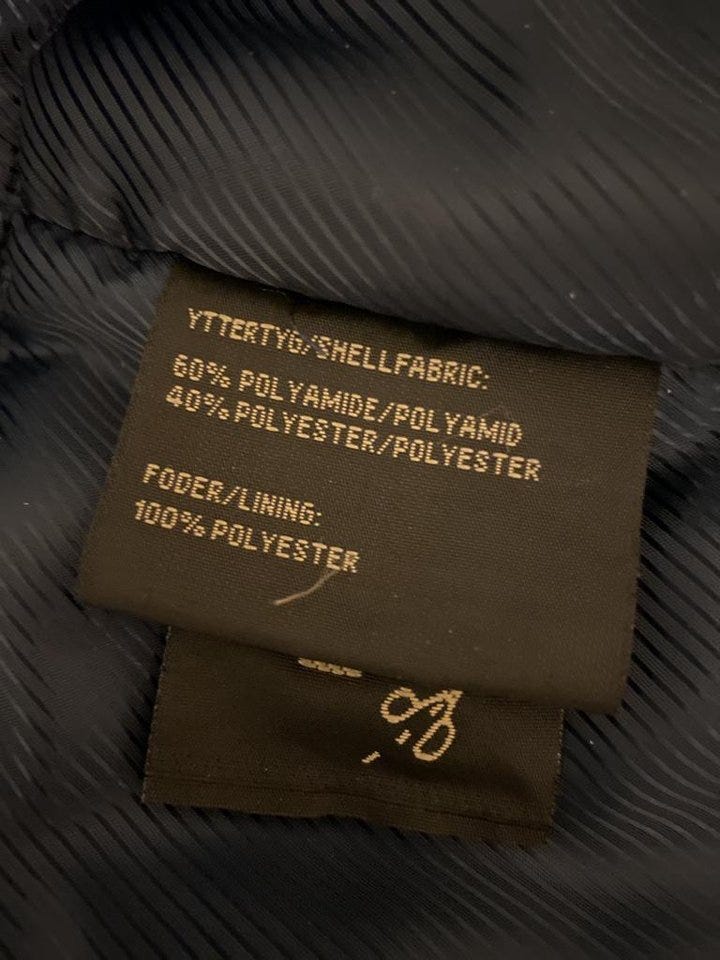 YTTERTYG/SHELLFABRIC:
60% POLYAMIDE/POLYAMID
40% POLYESTER/POLYESTER
FODER/LINING:
100% POLYESTER